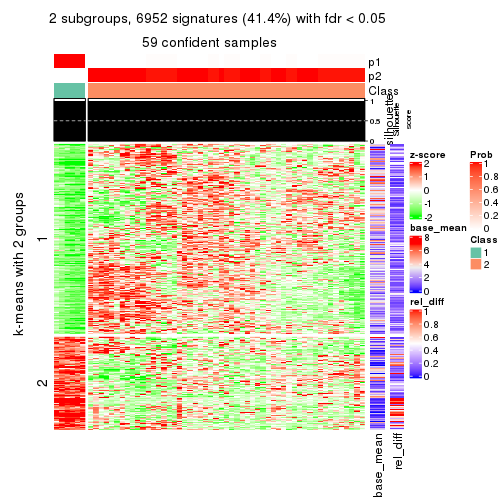 2 subgroups, 6952 signatures (41.4%) with fdr < 0.05
59 confident samples
p1
p2
Class
silhouette
Silhouette
score
1
0.5
0
k-means with 2 groups
1
2
base_mean
rel_diff
z-score
2
1
0
-1
-2
base_mean
8
6
4
2
0
rel_diff
1
0.8
0.6
0.4
0.2
0
Prob
1
0.8
0.6
0.4
0.2
0
Class
1
2